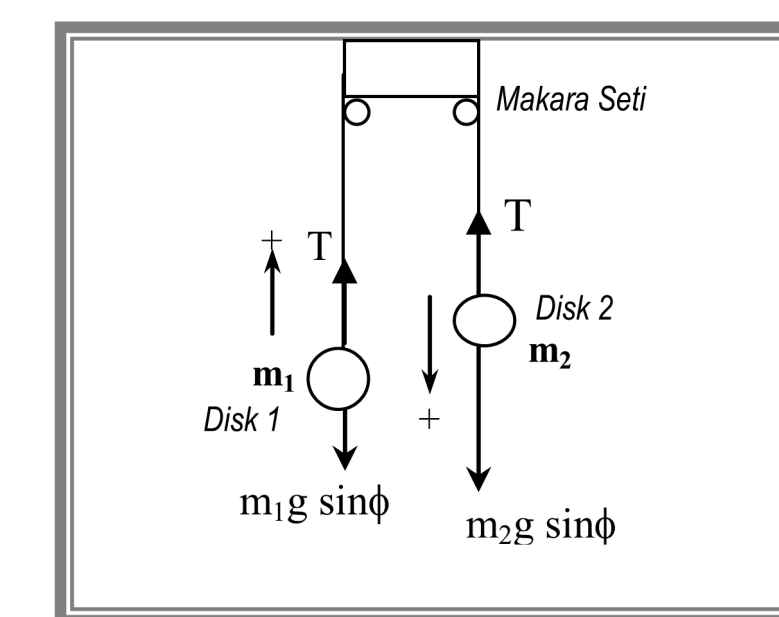 Makara Seti
T
+
T
Disk 2
m₂
m₁
Disk 1
+
m₁g sinϕ
m₂g sinϕ